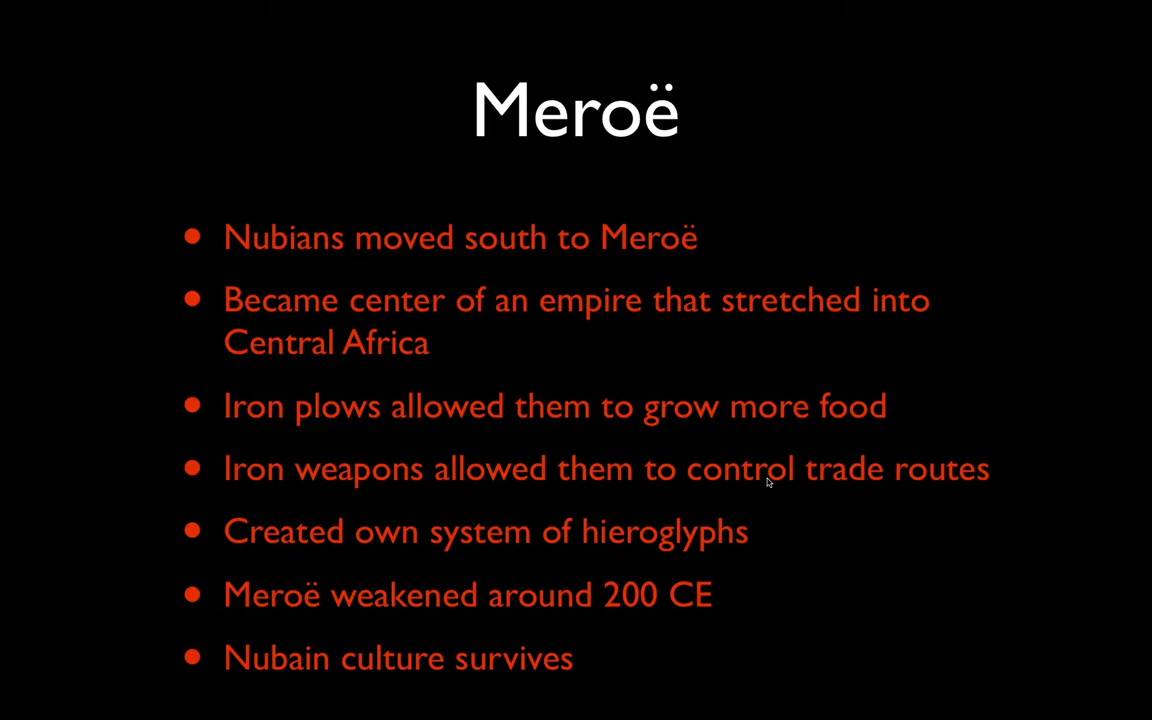 Meroë
• Nubians moved south to Meroë
• Became center of an empire that stretched into
Central Africa
• Iron plows allowed them to grow more food
• Iron weapons allowed them to control trade routes
• Created own system of hieroglyphs
• Meroë weakened around 200 CE
• Nubain culture survives